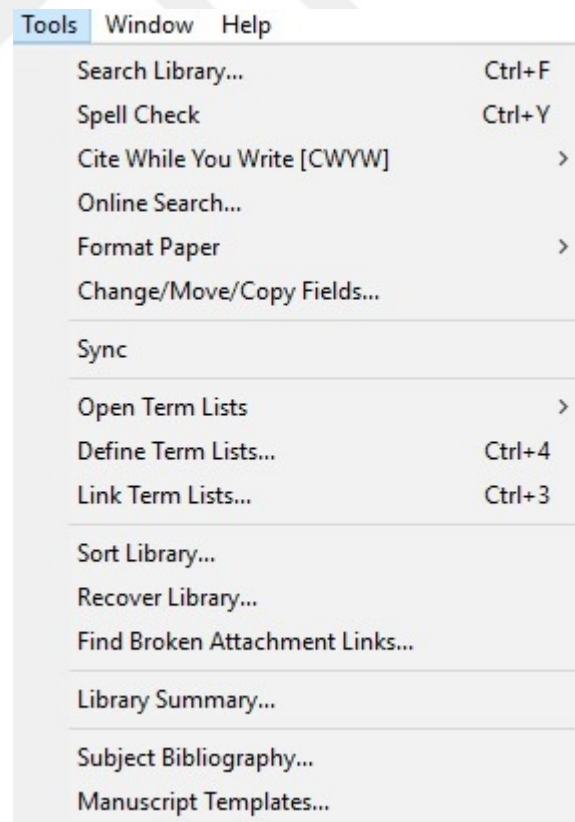 Tools Window Help
Search Library... Ctrl+F
Spell Check Ctrl+Y
Cite While You Write [CWYW] >
Online Search...
Format Paper >
Change/Move/Copy Fields...
Sync
Open Term Lists >
Define Term Lists... Ctrl+4
Link Term Lists... Ctrl+3
Sort Library...
Recover Library...
Find Broken Attachment Links...
Library Summary...
Subject Bibliography...
Manuscript Templates...